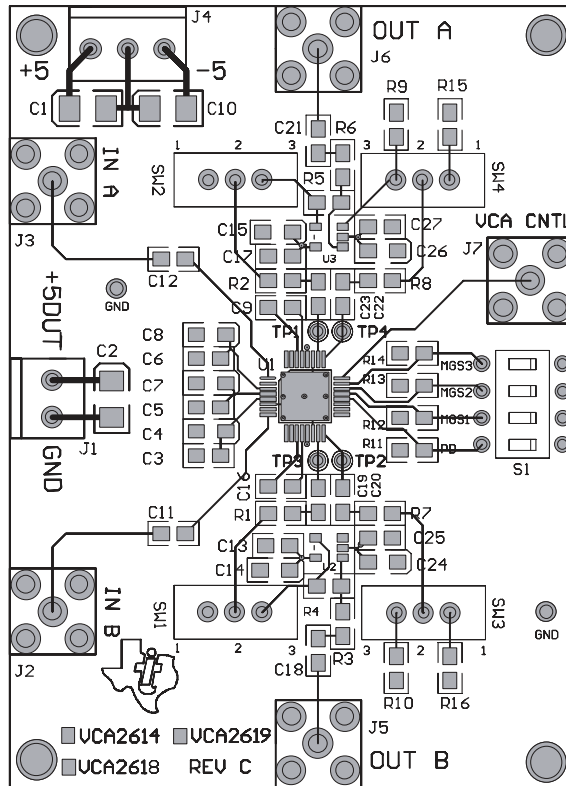 J4
OUT A
+5
-5
J6
R9
R15
C1
C10
C21
R6
IN A
1
2
3
3
2
1
SW2
R5
SW4
VCA CNTL
J3
C15
C27
J7
C17
U3
C26
C12
+5DUT
GND
R2
R8
C9
C23
C22
TP1
TP4
C8
R14
MGS3
C2
C6
U1
R13
MGS2
C7
C5
MGS1
R12
C4
R11
PD
J1
C3
TP3
TP2
S1
GND
C16
C19
C20
C11
R1
R7
C13
C25
C14
U2
C24
IN B
SW1
R4
SW3
GND
J2
1
2
3
R3
3
2
1
C18
R10
R16
J5
VCA2614
VCA2619
OUT B
VCA2618
REV C